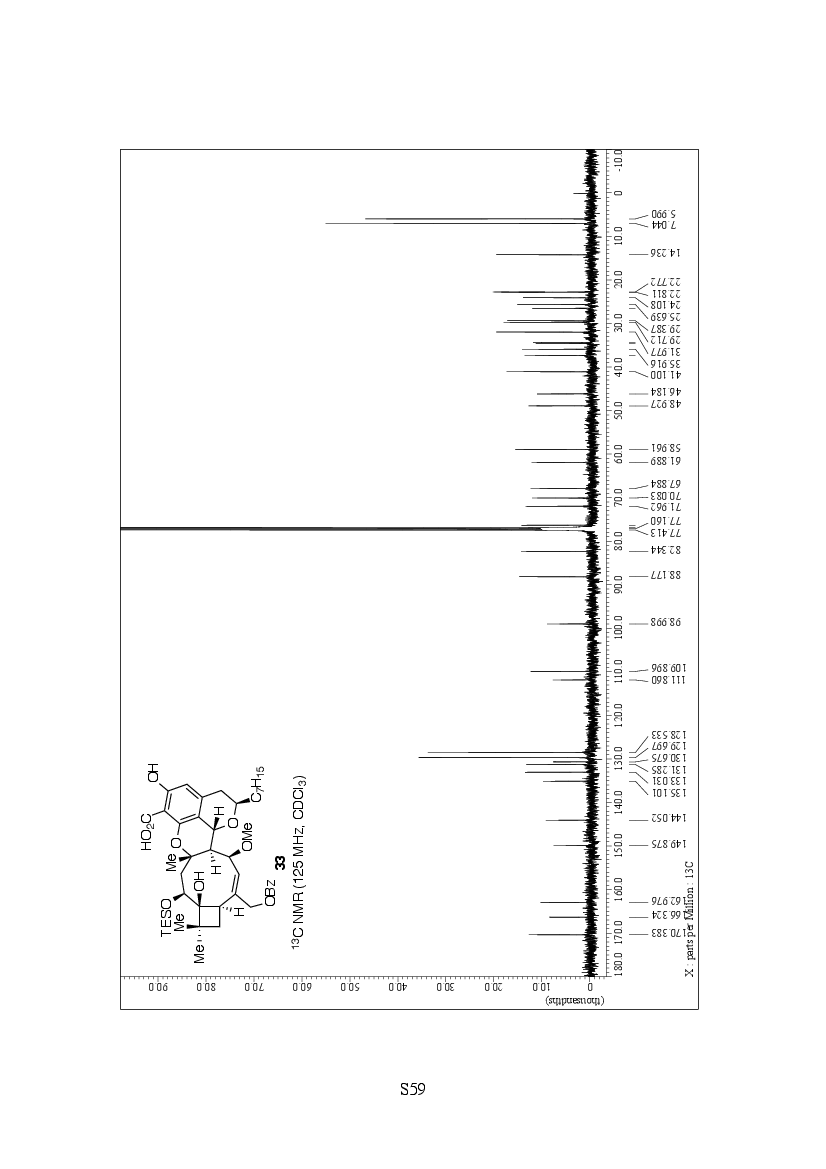 HO2C
OH
C7H15
O
O
H
H
Me
OMe
TESO
OH
Me
Me
H
OBz
33
13C NMR (125 MHz, CDCl3)
(thousandths)
0 10.0 20.0 30.0 40.0 50.0 60.0 70.0 80.0 90.0
180.0 170.0 160.0 150.0 140.0 130.0 120.0 110.0 100.0 90.0 80.0 70.0 60.0 50.0 40.0 30.0 20.0 10.0 0 -10.0
170.383
166.324
162.976
149.875
144.052
135.101
133.031
131.285
130.675
129.697
128.533
111.860
109.896
98.998
88.177
82.344
77.413
77.160
71.962
70.083
67.884
61.889
58.961
48.927
46.184
41.100
35.916
31.977
29.712
29.387
25.639
24.108
22.811
22.772
14.236
7.044
5.990
X : parts per Million : 13C
S59